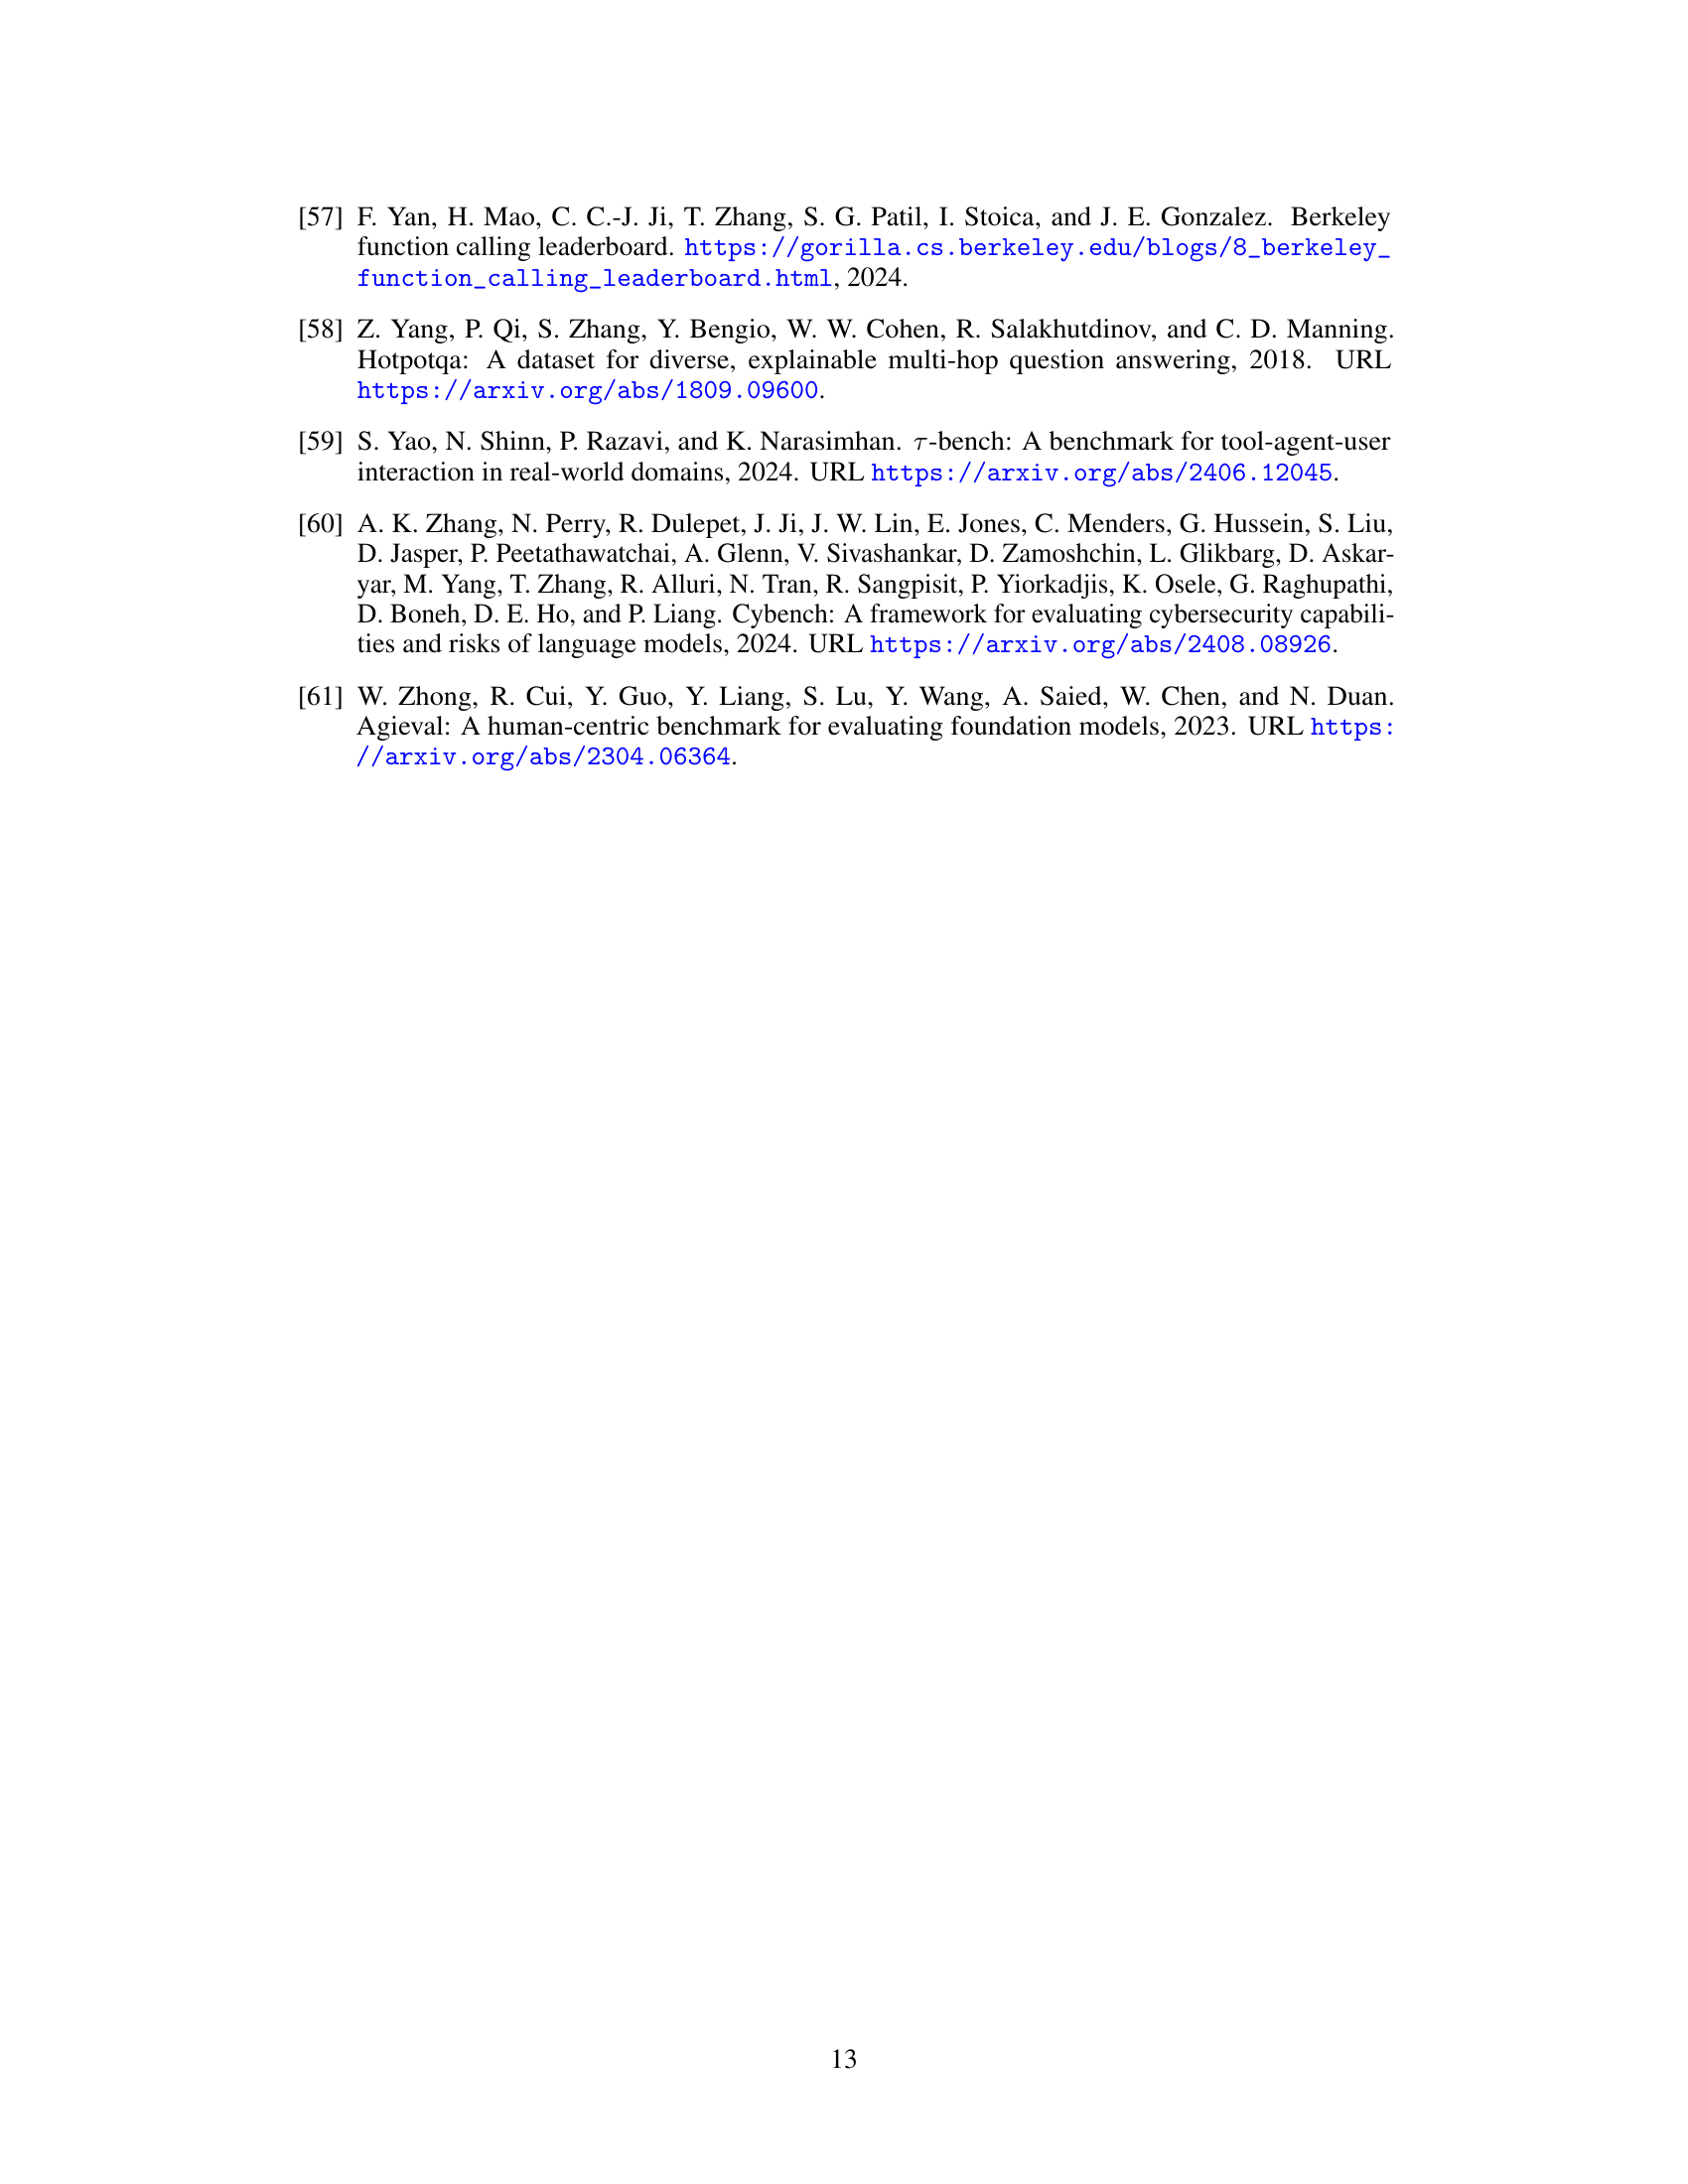 [57] F. Yan, H. Mao, C. C.-J. Ji, T. Zhang, S. G. Patil, I. Stoica, and J. E. Gonzalez. Berkeley
function calling leaderboard. https://gorilla.cs.berkeley.edu/blogs/8_berkeley_
function_calling_leaderboard.html, 2024.
[58] Z. Yang, P. Qi, S. Zhang, Y. Bengio, W. W. Cohen, R. Salakhutdinov, and C. D. Manning.
Hotpotqa: A dataset for diverse, explainable multi-hop question answering, 2018. URL
https://arxiv.org/abs/1809.09600.
[59] S. Yao, N. Shinn, P. Razavi, and K. Narasimhan. τ-bench: A benchmark for tool-agent-user
interaction in real-world domains, 2024. URL https://arxiv.org/abs/2406.12045.
[60] A. K. Zhang, N. Perry, R. Dulepet, J. Ji, J. W. Lin, E. Jones, C. Menders, G. Hussein, S. Liu,
D. Jasper, P. Peetathawatchai, A. Glenn, V. Sivashankar, D. Zamoshchin, L. Glikbarg, D. Askar-
yar, M. Yang, T. Zhang, R. Alluri, N. Tran, R. Sangpisit, P. Yiorkadjis, K. Osele, G. Raghupathi,
D. Boneh, D. E. Ho, and P. Liang. Cybench: A framework for evaluating cybersecurity capabili-
ties and risks of language models, 2024. URL https://arxiv.org/abs/2408.08926.
[61] W. Zhong, R. Cui, Y. Guo, Y. Liang, S. Lu, Y. Wang, A. Saied, W. Chen, and N. Duan.
Agieval: A human-centric benchmark for evaluating foundation models, 2023. URL https:
//arxiv.org/abs/2304.06364.
13